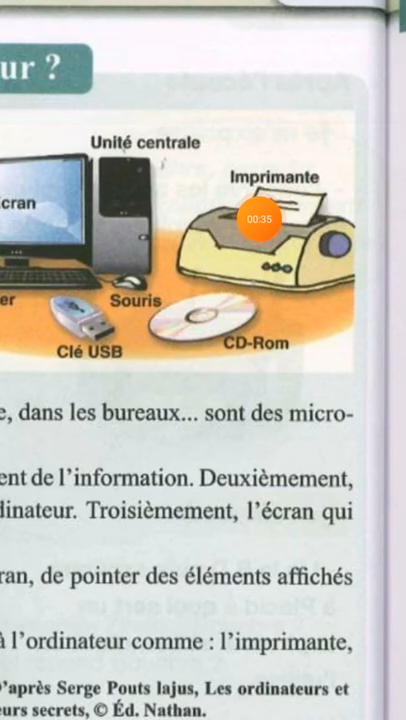 ur ?
Unité centrale
Imprimante
cran
00:35
er
Souris
Clé USB
CD-Rom
e, dans les bureaux... sont des micro-
ent de l'information. Deuxièmement,
dinateur. Troisièmement, l'écran qui
ran, de pointer des éléments affichés
à l'ordinateur comme : l'imprimante,
D'après Serge Pouts lajus, Les ordinateurs et
eurs secrets, © Éd. Nathan.